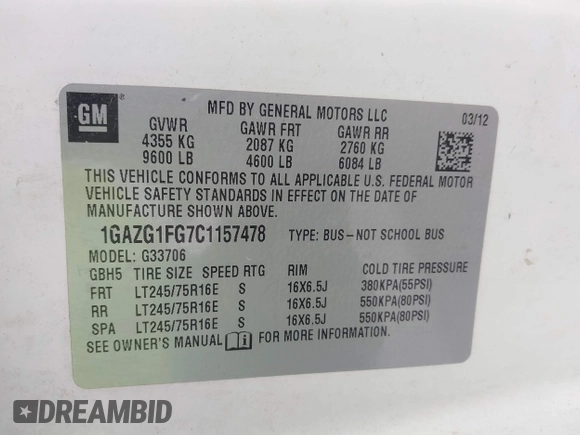 GM
MFD BY GENERAL MOTORS LLC
03/12
GVWR GAWR FRT GAWR RR
4355 KG 2087 KG 2760 KG
9600 LB 4600 LB 6084 LB
THIS VEHICLE CONFORMS TO ALL APPLICABLE U.S. FEDERAL MOTOR
VEHICLE SAFETY STANDARDS IN EFFECT ON THE DATE OF
MANUFACTURE SHOWN ABOVE.
1GAZG1FG7C1157478 TYPE: BUS-NOT SCHOOL BUS
MODEL: G33706
GBH5 TIRE SIZE SPEED RTG RIM COLD TIRE PRESSURE
FRT LT245/75R16E S 16X6.5J 380KPA(55PSI)
RR LT245/75R16E S 16X6.5J 550KPA(80PSI)
SPA LT245/75R16E S 16X6.5J 550KPA(80PSI)
SEE OWNER'S MANUAL FOR MORE INFORMATION.
DREAMBID